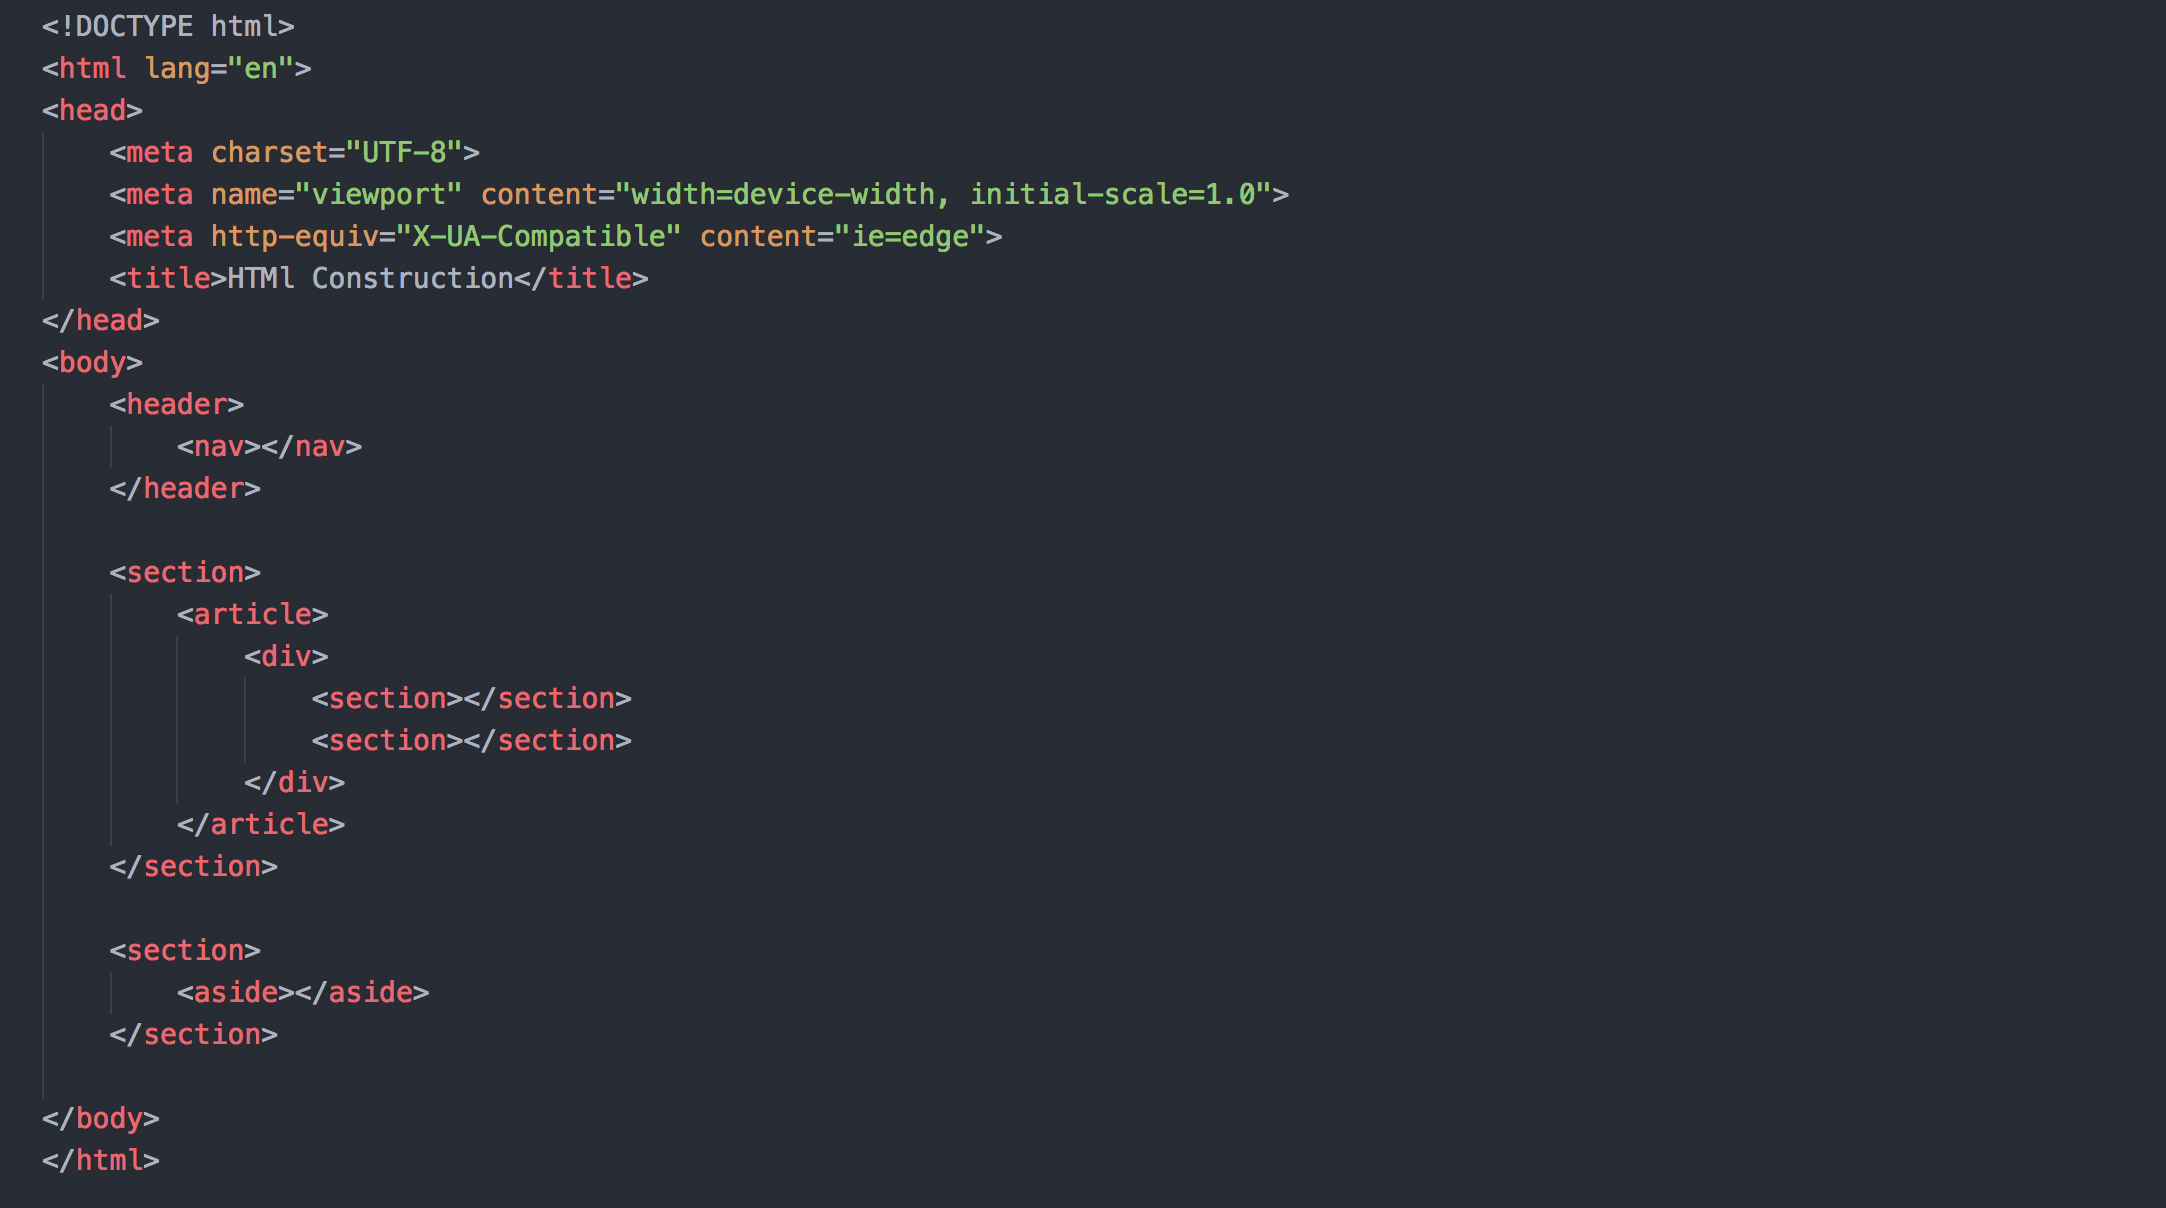 <!DOCTYPE html>
<html lang="en">
<head>
    <meta charset="UTF-8">
    <meta name="viewport" content="width=device-width, initial-scale=1.0">
    <meta http-equiv="X-UA-Compatible" content="ie=edge">
    <title>HTMl Construction</title>
</head>
<body>
    <header>
        <nav></nav>
    </header>

    <section>
        <article>
            <div>
                <section></section>
                <section></section>
            </div>
        </article>
    </section>

    <section>
        <aside></aside>
    </section>

</body>
</html>